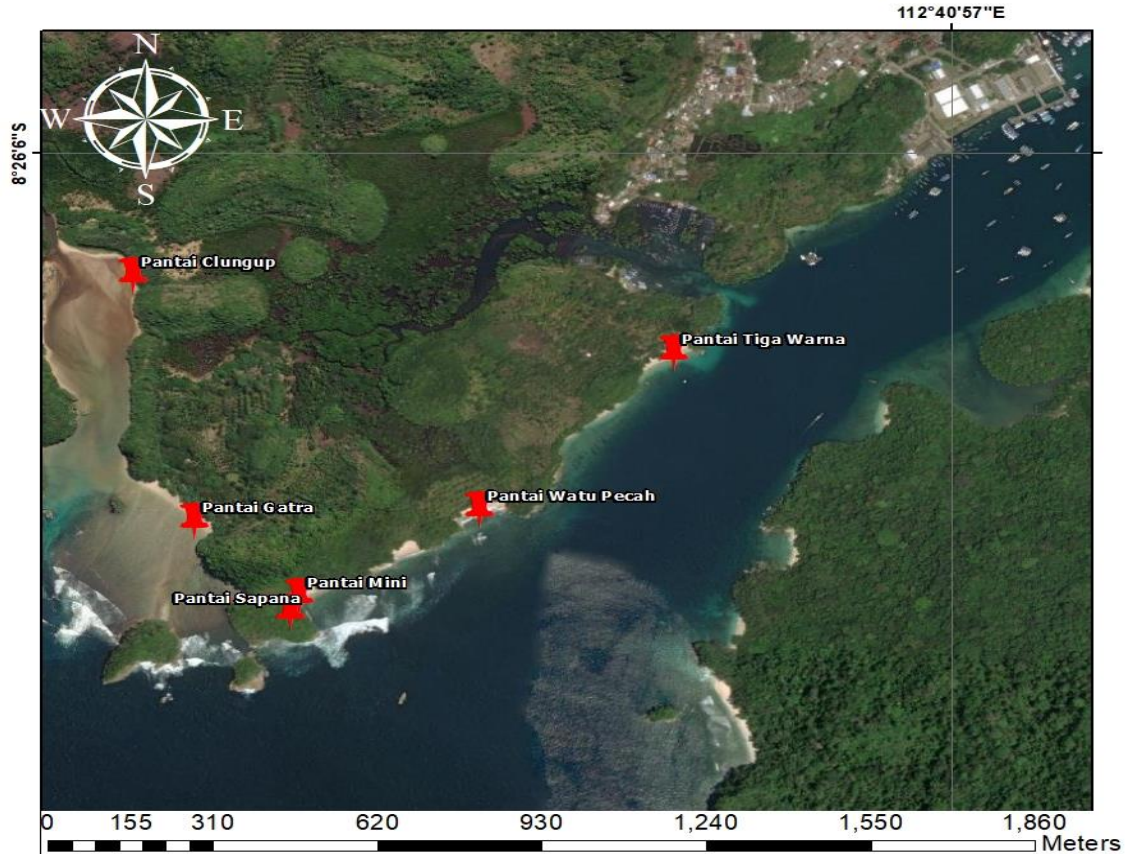 112°40'57"E
N
W E
S
8°26'6"S
Pantai Clungup
Pantai Tiga Warna
Pantai Watu Pecah
Pantai Gatra
Pantai Mini
Pantai Sapana
0 155 310 620 930 1,240 1,550 1,860
Meters